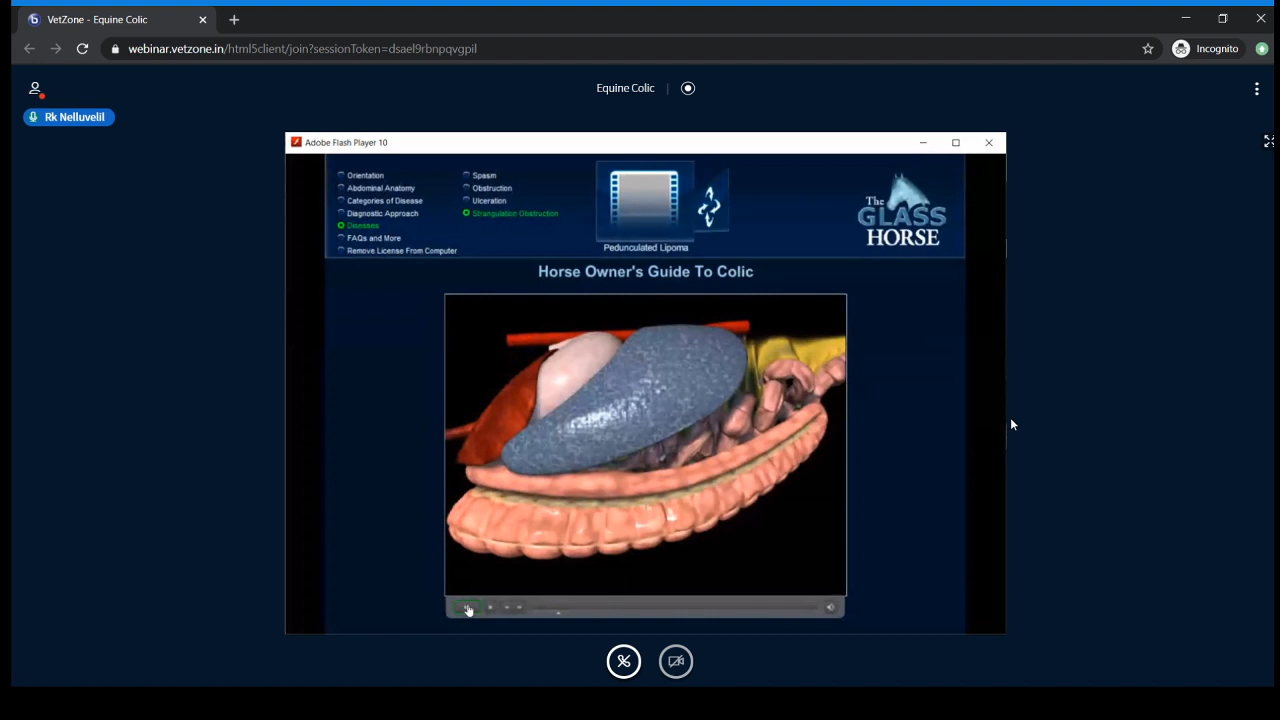 VetZone - Equine Colic
webinar.vetzone.in/html5client/join?sessionToken=dsael9rbnpqvgpil
Incognito
Equine Colic
Rk Nelluvelil
Adobe Flash Player 10
Orientation
Abdominal Anatomy
Categories of Disease
Diagnostic Approach
Diseases
FAQs and More
Remove License From Computer
Spasm
Obstruction
Ulceration
Strangulation Obstruction
Pedunculated Lipoma
The
GLASS
HORSE
Horse Owner's Guide To Colic